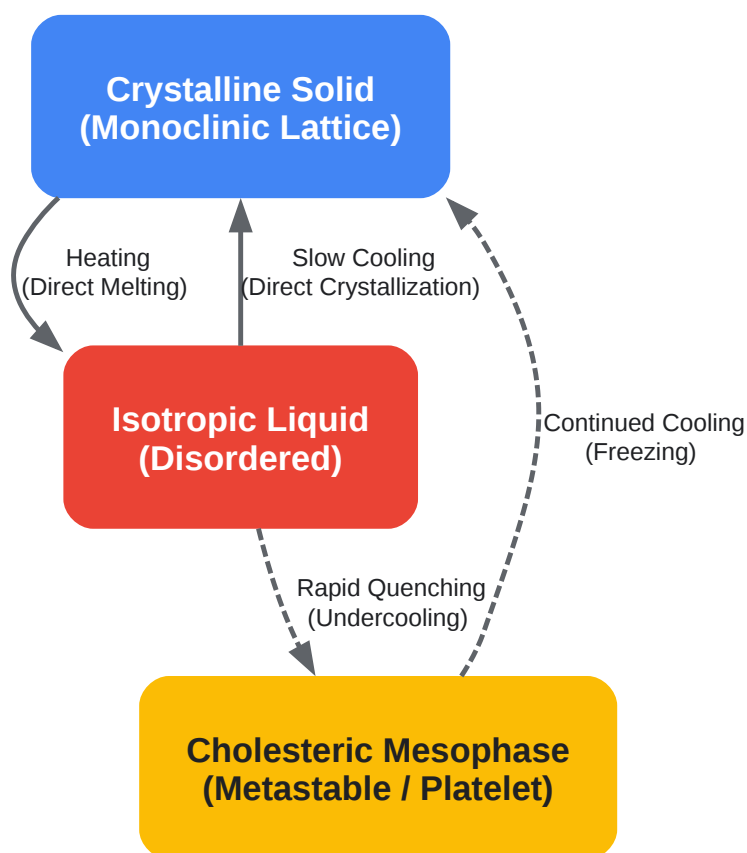 Crystalline Solid
(Monoclinic Lattice)
Heating
(Direct Melting)
Slow Cooling
(Direct Crystallization)
Isotropic Liquid
(Disordered)
Continued Cooling
(Freezing)
Rapid Quenching
(Undercooling)
Cholesteric Mesophase
(Metastable / Platelet)